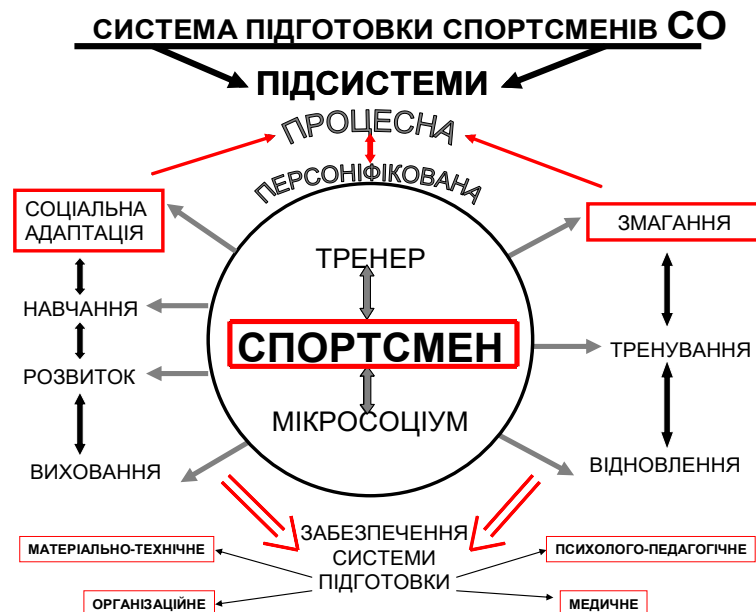 СИСТЕМА ПІДГОТОВКИ СПОРТСМЕНІВ СО
ПІДСИСТЕМИ
ПРОЦЕСНА
ПЕРСОНІФІКОВАНА
СОЦІАЛЬНА
АДАПТАЦІЯ
ЗМАГАННЯ
ТРЕНЕР
НАВЧАННЯ
СПОРТСМЕН
ТРЕНУВАННЯ
РОЗВИТОК
МІКРОСОЦІУМ
ВИХОВАННЯ
ВІДНОВЛЕННЯ
ЗАБЕЗПЕЧЕННЯ
СИСТЕМИ
ПІДГОТОВКИ
МАТЕРІАЛЬНО-ТЕХНІЧНЕ
ПСИХОЛОГО-ПЕДАГОГІЧНЕ
ОРГАНІЗАЦІЙНЕ
МЕДИЧНЕ